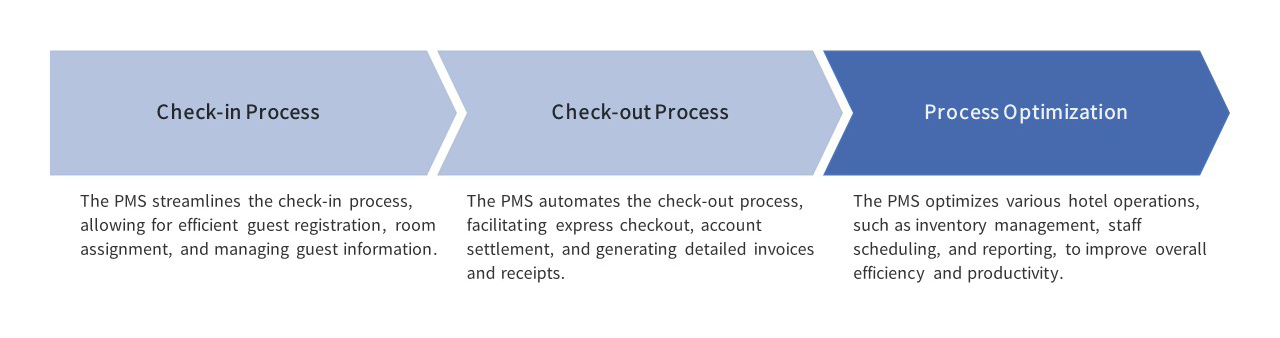 Check-in Process
Check-out Process
Process Optimization
The PMS streamlines the check-in process,
allowing for efficient guest registration, room
assignment, and managing guest information.
The PMS automates the check-out process,
facilitating express checkout, account
settlement, and generating detailed invoices
and receipts.
The PMS optimizes various hotel operations,
such as inventory management, staff
scheduling, and reporting, to improve overall
efficiency and productivity.